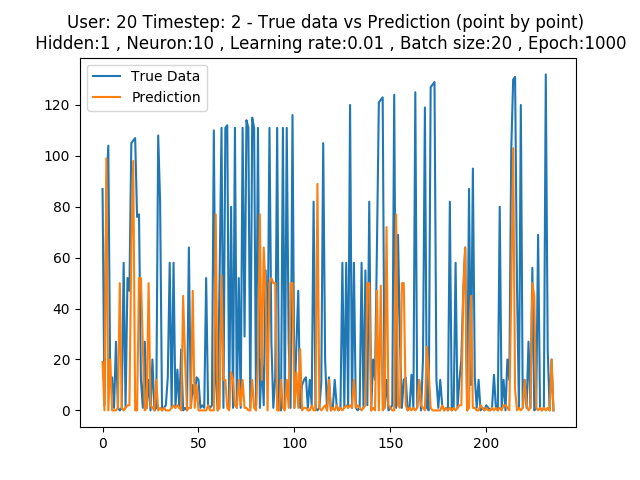 User: 20 Timestep: 2 - True data vs Prediction (point by point)
Hidden:1 , Neuron:10 , Learning rate:0.01 , Batch size:20 , Epoch:1000
True Data
Prediction
120
100
80
60
40
20
0
0 50 100 150 200